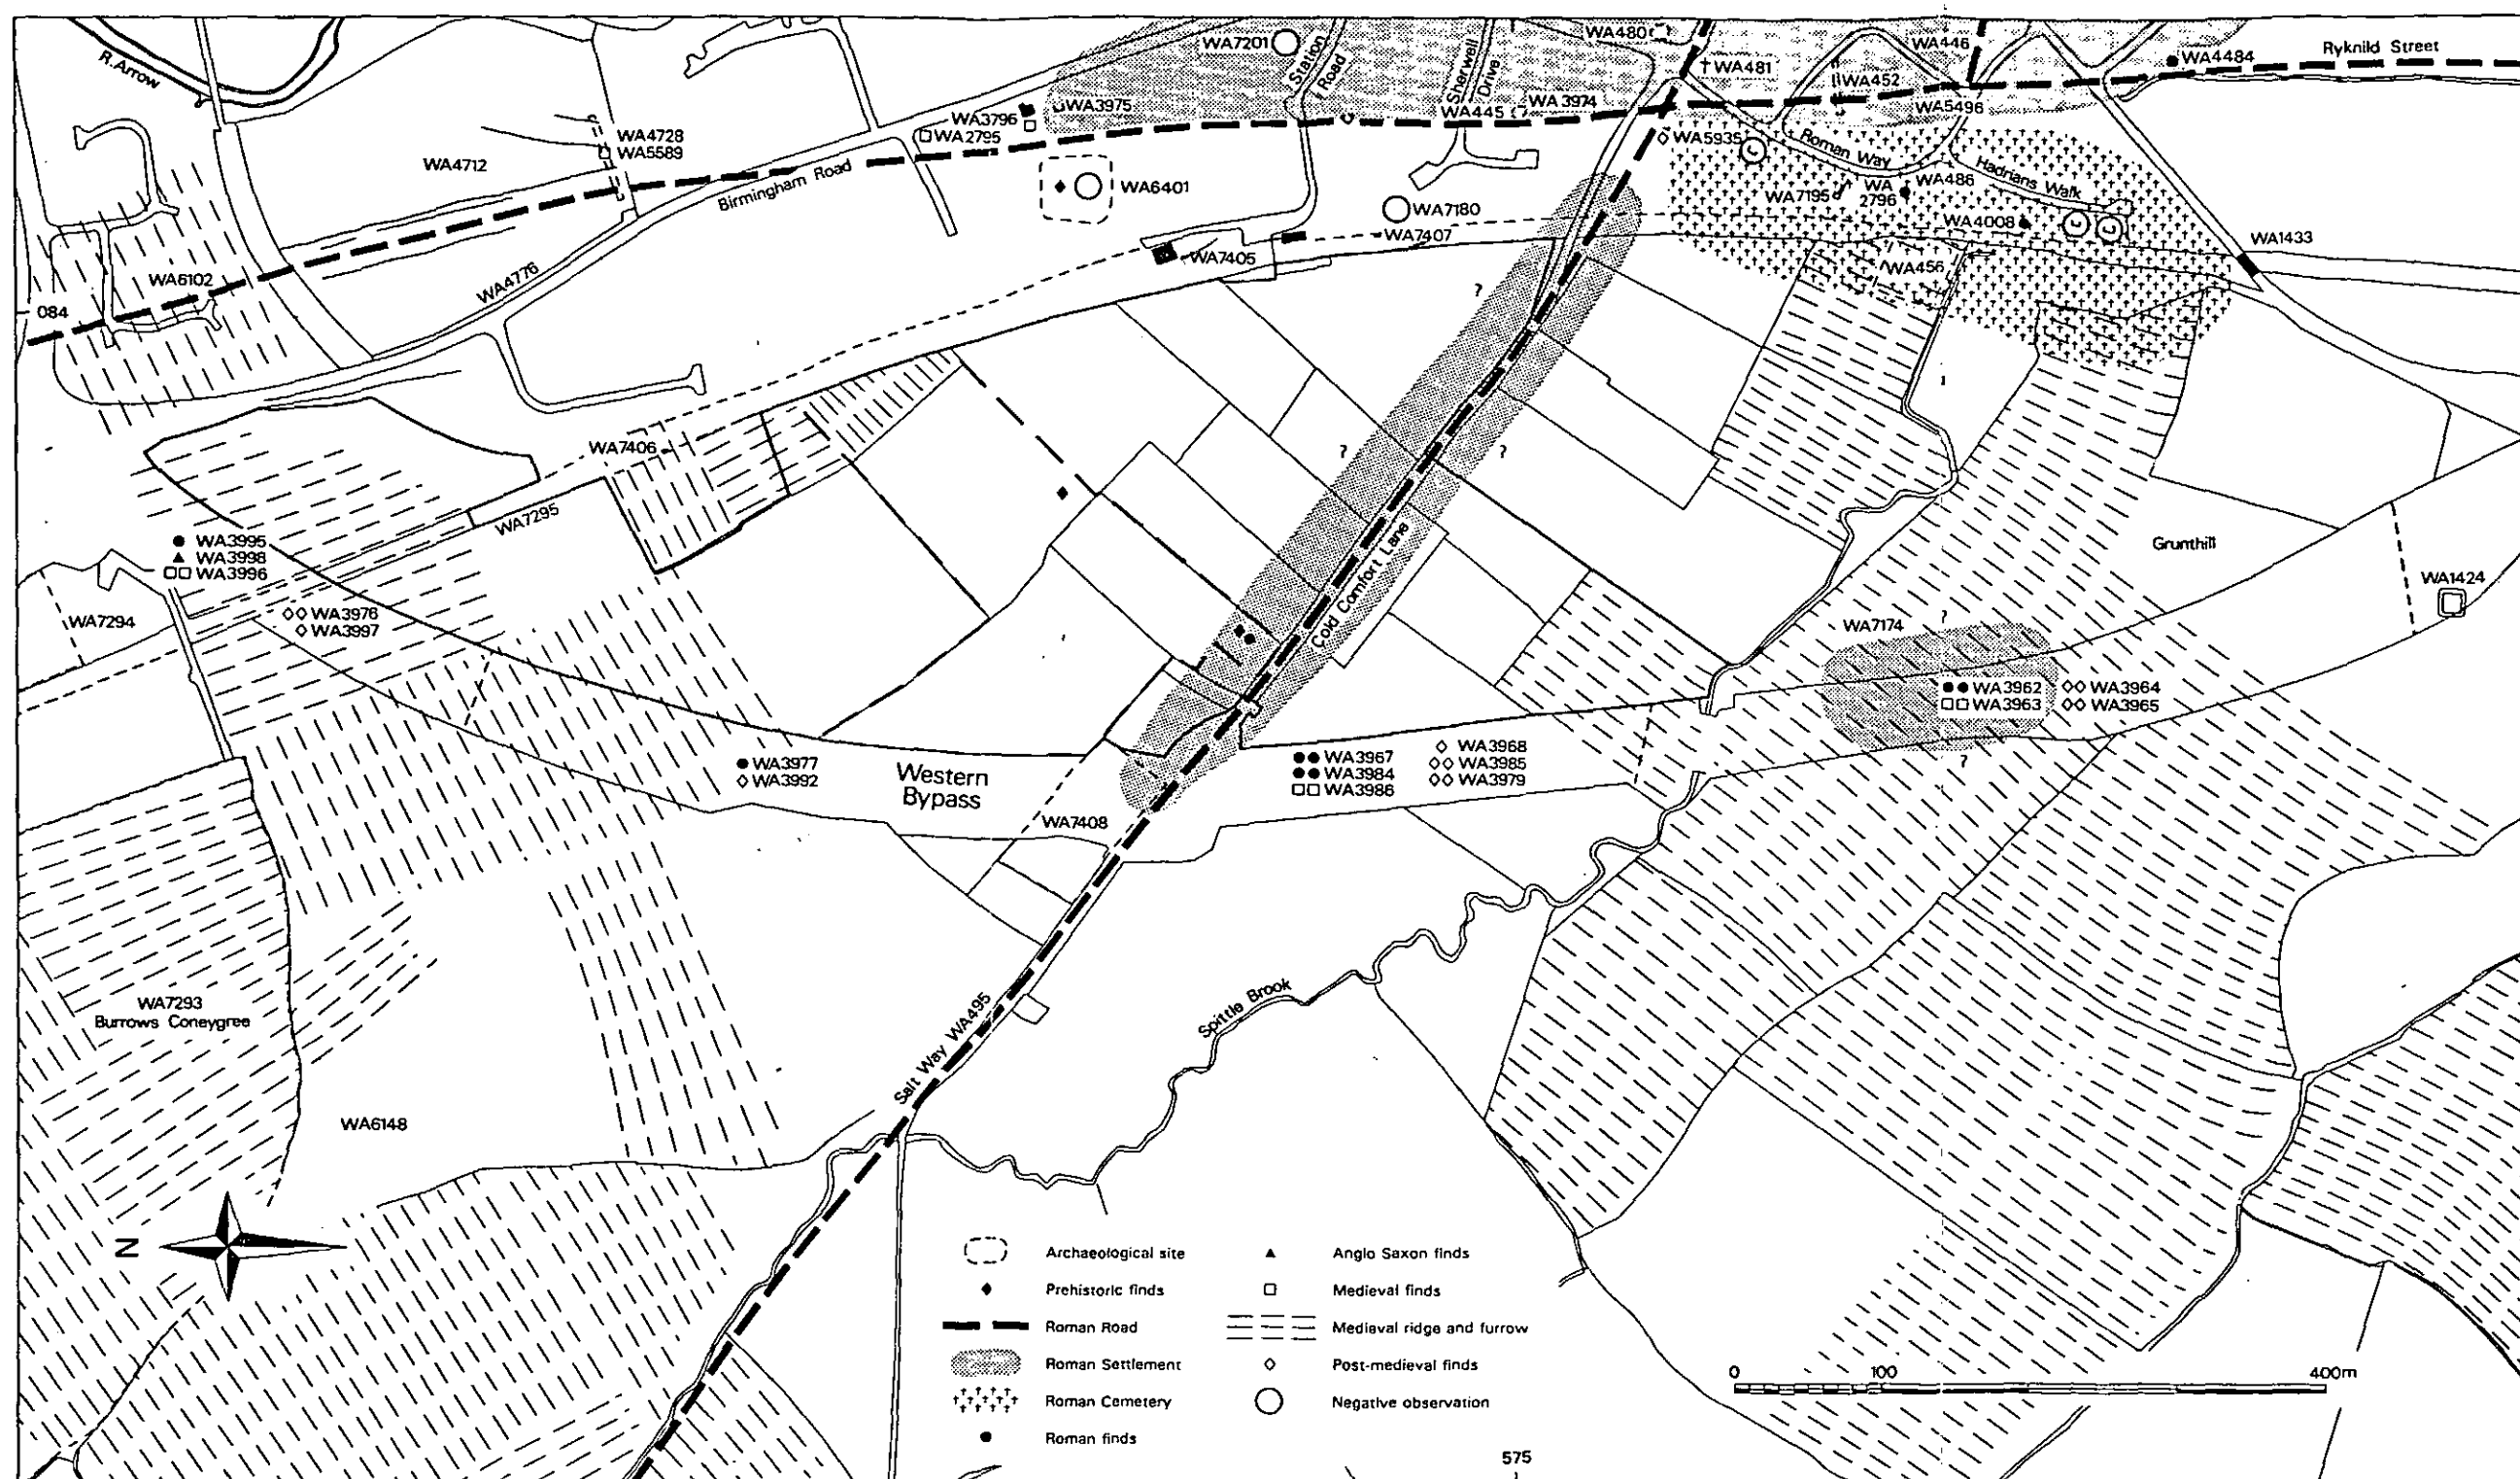 R. Arrow
WA7201
Station
Road
Sherwell
Drive
WA480
WA481
WA446
WA452
WA4484
Ryknild Street
WA3975
WA3796
WA2795
WA445
WA3974
WA5496
WA4728
WA5589
WA4712
Birmingham Road
WA6401
WA7180
WA5935
Roman Way
Hadrians Walk
WA7195
WA
2796
WA486
WA4008
WA7407
WA7405
WA1433
WA456
WA6102
084
WA4776
?
?
?
WA7406
WA7295
WA3995
WA3998
WA3996
WA7294
WA3976
WA3997
Cold Comfort Lane
Grunthill
WA1424
WA7174
?
WA3962
WA3963
WA3964
WA3965
?
WA3977
WA3992
Western
Bypass
WA3967
WA3984
WA3986
WA3968
WA3985
WA3979
WA7408
WA7293
Burrows Coneygree
Salt Way WA495
Spittle Brook
WA6148
N
Archaeological site
Prehistoric finds
Roman Road
Roman Settlement
Roman Cemetery
Roman finds
Anglo Saxon finds
Medieval finds
Medieval ridge and furrow
Post-medieval finds
Negative observation
0 100 400m
575